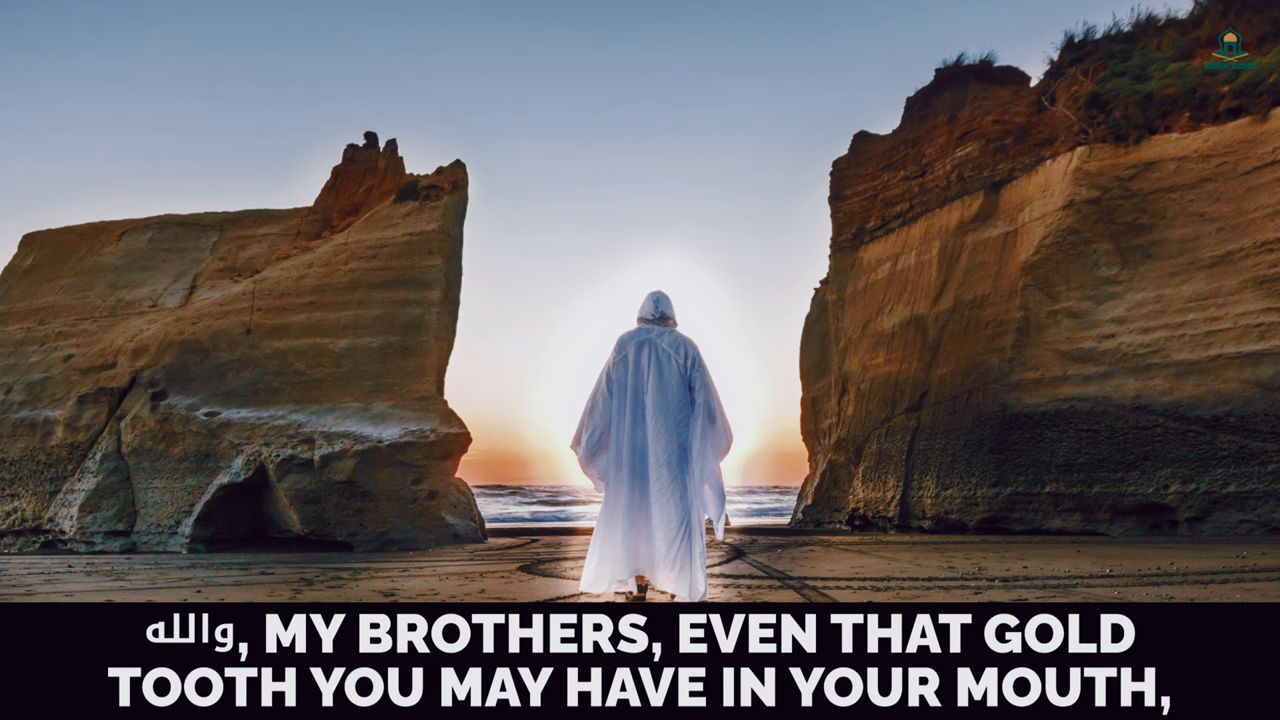 والله, MY BROTHERS, EVEN THAT GOLD
TOOTH YOU MAY HAVE IN YOUR MOUTH,